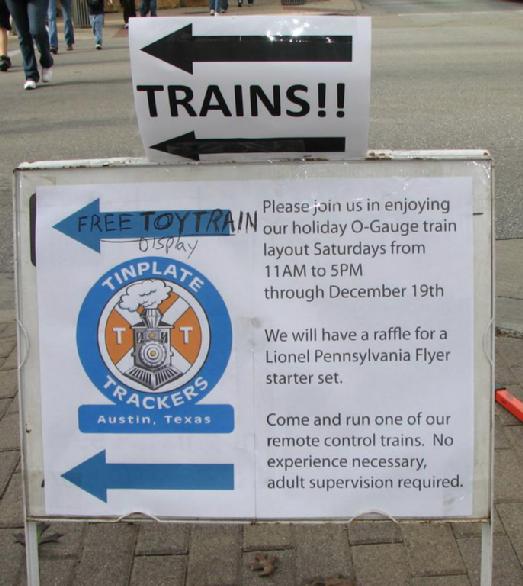 TRAINS!!
FREE TOY TRAIN
Display
TINPLATE
T T
TRACKERS
Austin, Texas
Please join us in enjoying
our holiday O-Gauge train
layout Saturdays from
11AM to 5PM
through December 19th
We will have a raffle for a
Lionel Pennsylvania Flyer
starter set.
Come and run one of our
remote control trains. No
experience necessary,
adult supervision required.